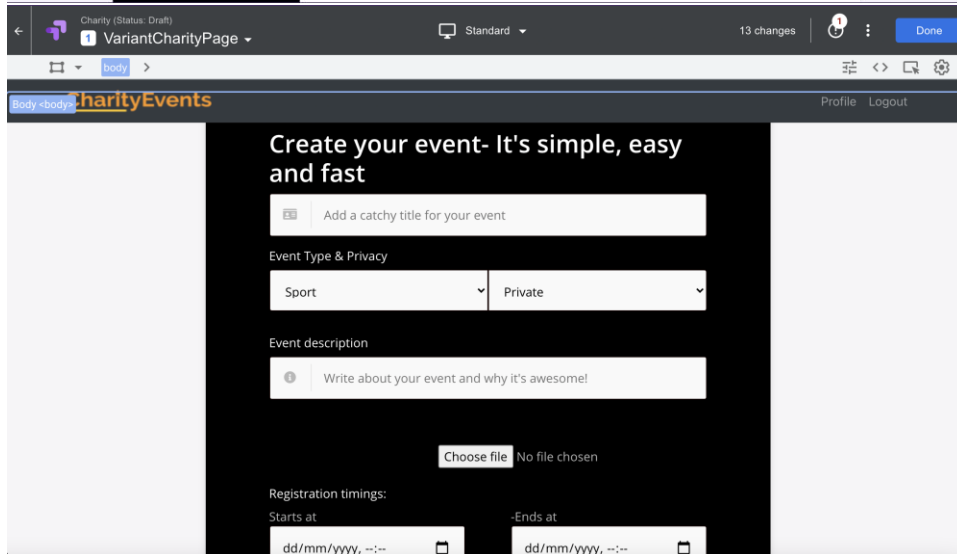 Charity (Status: Draft)
1 VariantCharityPage
Standard
13 changes
1
Done
body
Body <body>
CharityEvents
Profile Logout
Create your event- It's simple, easy
and fast
Add a catchy title for your event
Event Type & Privacy
Sport Private
Event description
Write about your event and why it's awesome!
Choose file No file chosen
Registration timings:
Starts at -Ends at
dd/mm/yyyy, --:-- dd/mm/yyyy, --:--